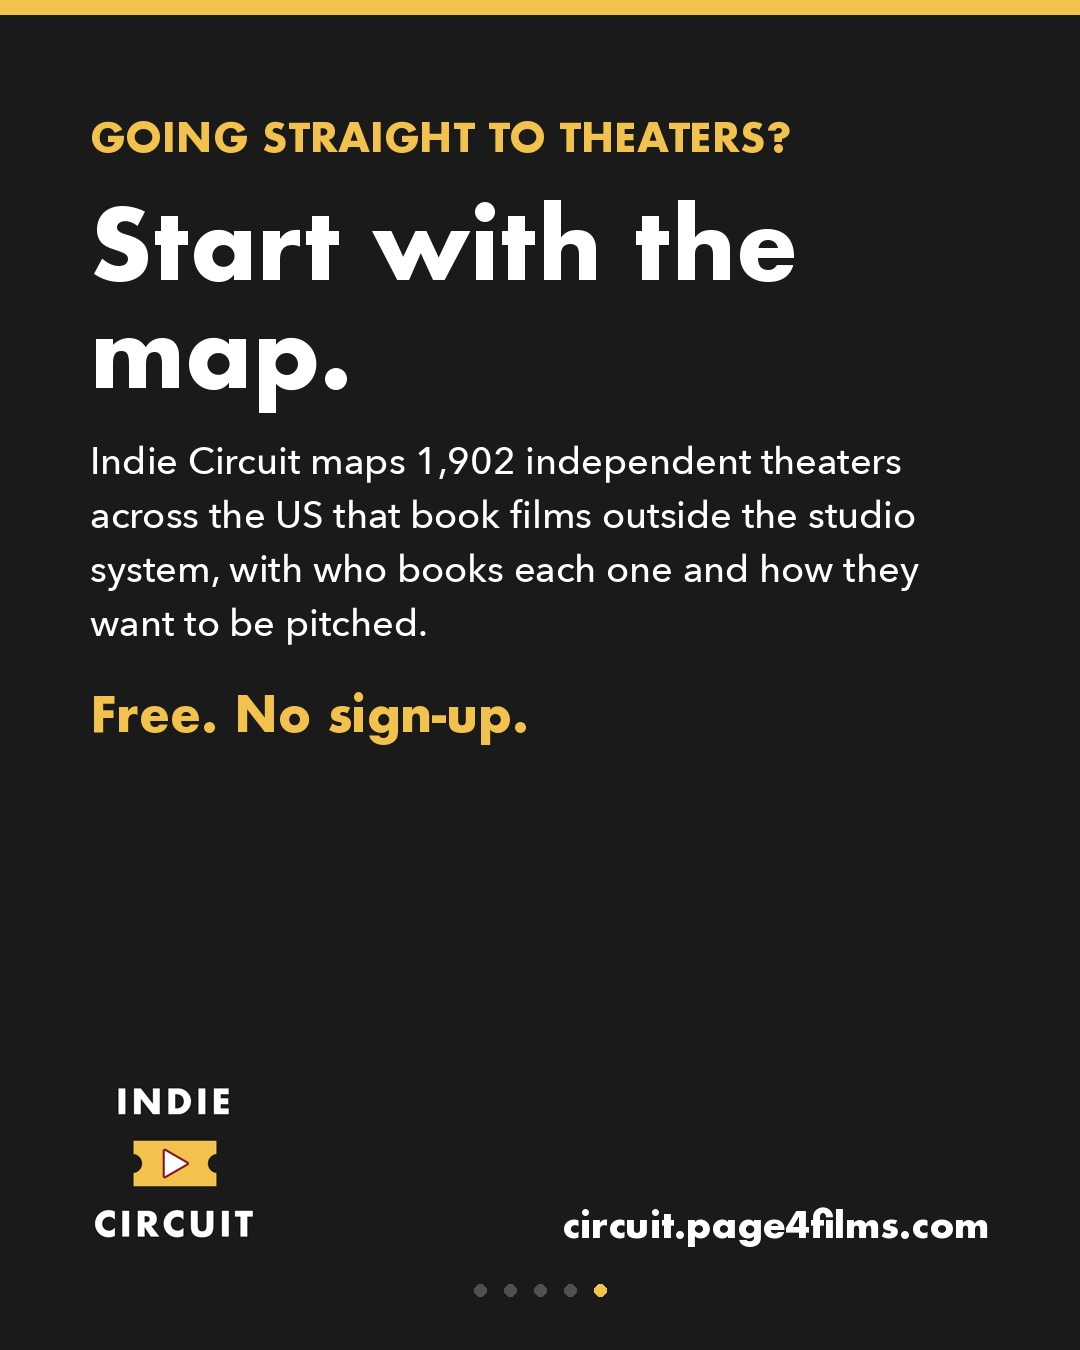 GOING STRAIGHT TO THEATERS?
Start with the
map.
Indie Circuit maps 1,902 independent theaters
across the US that book films outside the studio
system, with who books each one and how they
want to be pitched.
Free. No sign-up.
INDIE
CIRCUIT
circuit.page4films.com